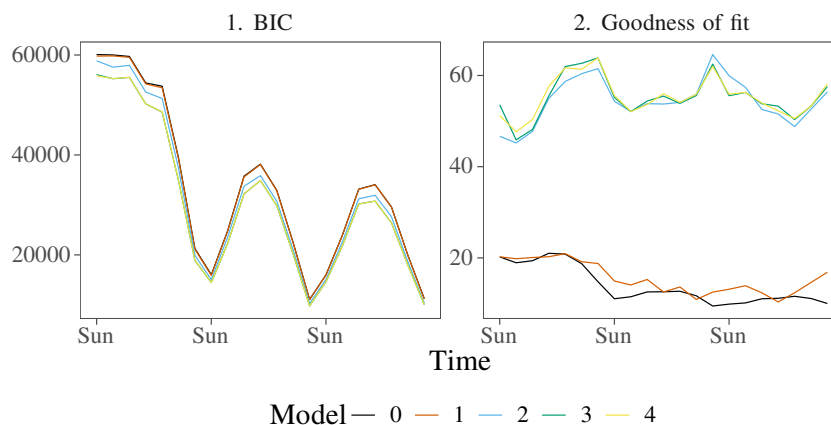 1. BIC
2. Goodness of fit
60000
40000
20000
60
40
20
Sun Sun Sun
Sun Sun Sun
Time
Model 0 1 2 3 4